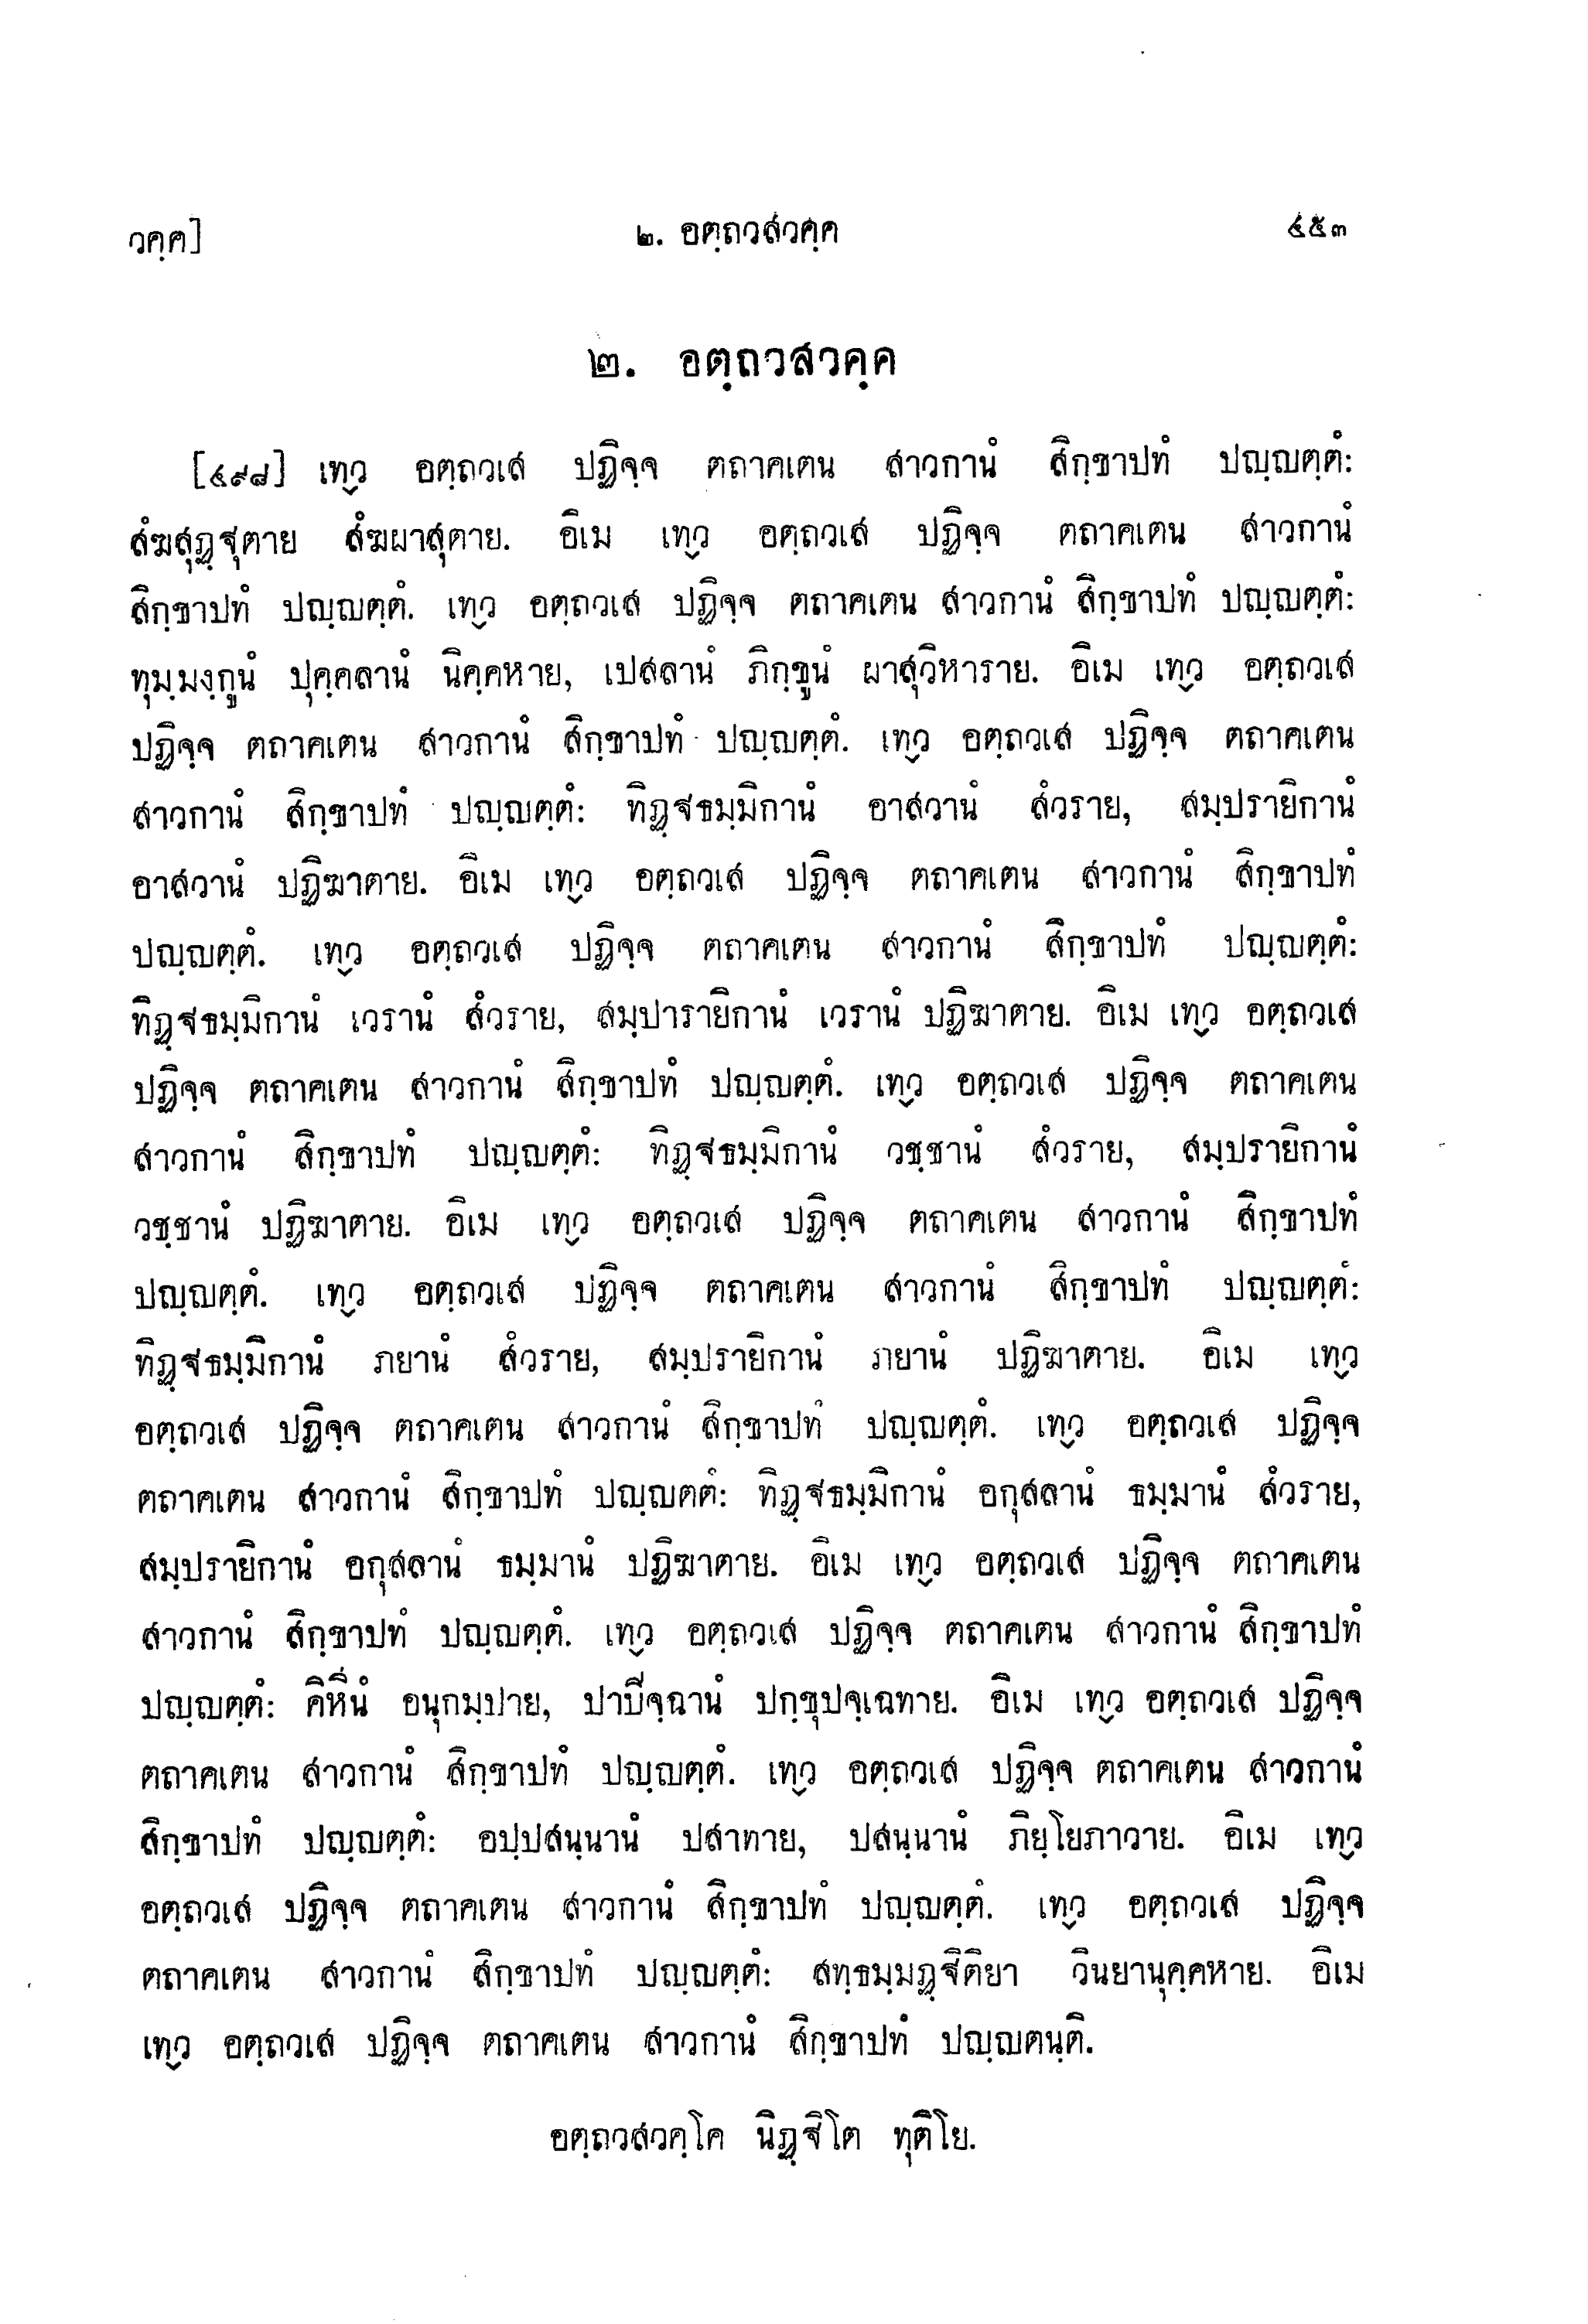 วคฺค]
๒. อตฺถวสวคฺค
๔๕๓
๒. อตฺถวสวคฺค
[๔๙๘] เทฺว อตฺถวเส ปฏิจฺจ ตถาคเตน สาวกานํ สิกฺขาปทํ ปญฺญตฺตํ:
สํฆสุฏฺฐุตาย สํฆผาสุตาย. อิเม เทฺว อตฺถวเส ปฏิจฺจ ตถาคเตน สาวกานํ
สิกฺขาปทํ ปญฺญตฺตํ. เทฺว อตฺถวเส ปฏิจฺจ ตถาคเตน สาวกานํ สิกฺขาปทํ ปญฺญตฺตํ:
ทุมฺมงฺกูนํ ปุคฺคลานํ นิคฺคหาย, เปสลานํ ภิกฺขูนํ ผาสุวิหาราย. อิเม เทฺว อตฺถวเส
ปฏิจฺจ ตถาคเตน สาวกานํ สิกฺขาปทํ ปญฺญตฺตํ. เทฺว อตฺถวเส ปฏิจฺจ ตถาคเตน
สาวกานํ สิกฺขาปทํ ปญฺญตฺตํ: ทิฏฺฐธมฺมิกานํ อาสวานํ สํวราย, สมฺปรายิกานํ
อาสวานํ ปฏิฆาตาย. อิเม เทฺว อตฺถวเส ปฏิจฺจ ตถาคเตน สาวกานํ สิกฺขาปทํ
ปญฺญตฺตํ. เทฺว อตฺถวเส ปฏิจฺจ ตถาคเตน สาวกานํ สิกฺขาปทํ ปญฺญตฺตํ:
ทิฏฺฐธมฺมิกานํ เวรานํ สํวราย, สมฺปารายิกานํ เวรานํ ปฏิฆาตาย. อิเม เทฺว อตฺถวเส
ปฏิจฺจ ตถาคเตน สาวกานํ สิกฺขาปทํ ปญฺญตฺตํ. เทฺว อตฺถวเส ปฏิจฺจ ตถาคเตน
สาวกานํ สิกฺขาปทํ ปญฺญตฺตํ: ทิฏฺฐธมฺมิกานํ วชฺชานํ สํวราย, สมฺปรายิกานํ
วชฺชานํ ปฏิฆาตาย. อิเม เทฺว อตฺถวเส ปฏิจฺจ ตถาคเตน สาวกานํ สิกฺขาปทํ
ปญฺญตฺตํ. เทฺว อตฺถวเส ปฏิจฺจ ตถาคเตน สาวกานํ สิกฺขาปทํ ปญฺญตฺตํ:
ทิฏฺฐธมฺมิกานํ ภยานํ สํวราย, สมฺปรายิกานํ ภยานํ ปฏิฆาตาย. อิเม เทฺว
อตฺถวเส ปฏิจฺจ ตถาคเตน สาวกานํ สิกฺขาปทํ ปญฺญตฺตํ. เทฺว อตฺถวเส ปฏิจฺจ
ตถาคเตน สาวกานํ สิกฺขาปทํ ปญฺญตตํ: ทิฏฺฐธมฺมิกานํ อกุสลานํ ธมฺมานํ สํวราย,
สมฺปรายิกานํ อกุสลานํ ธมฺมานํ ปฏิฆาตาย. อิเม เทฺว อตฺถวเส ปฏิจฺจ ตถาคเตน
สาวกานํ สิกฺขาปทํ ปญฺญตฺตํ. เทฺว อตฺถวเส ปฏิจฺจ ตถาคเตน สาวกานํ สิกฺขาปทํ
ปญฺญตฺตํ: คิหีนํ อนุกมฺปาย, ปาปิจฺฉานํ ปกฺขุปจฺเฉทาย. อิเม เทฺว อตฺถวเส ปฏิจฺจ
ตถาคเตน สาวกานํ สิกฺขาปทํ ปญฺญตฺตํ. เทฺว อตฺถวเส ปฏิจฺจ ตถาคเตน สาวกานํ
สิกฺขาปทํ ปญฺญตฺตํ: อปฺปสนฺนานํ ปสาทาย, ปสนฺนานํ ภิยฺโยภาวาย. อิเม เทฺว
อตฺถวเส ปฏิจฺจ ตถาคเตน สาวกานํ สิกฺขาปทํ ปญฺญตฺตํ. เทฺว อตฺถวเส ปฏิจฺจ
ตถาคเตน สาวกานํ สิกฺขาปทํ ปญฺญตฺตํ: สทฺธมฺมฏฺฐิติยา วินยานุคฺคหาย. อิเม
เทฺว อตฺถวเส ปฏิจฺจ ตถาคเตน สาวกานํ สิกฺขาปทํ ปญฺญตนฺติ.
อตฺถวสวคฺโค นิฏฺฐิโต ทุติโย.